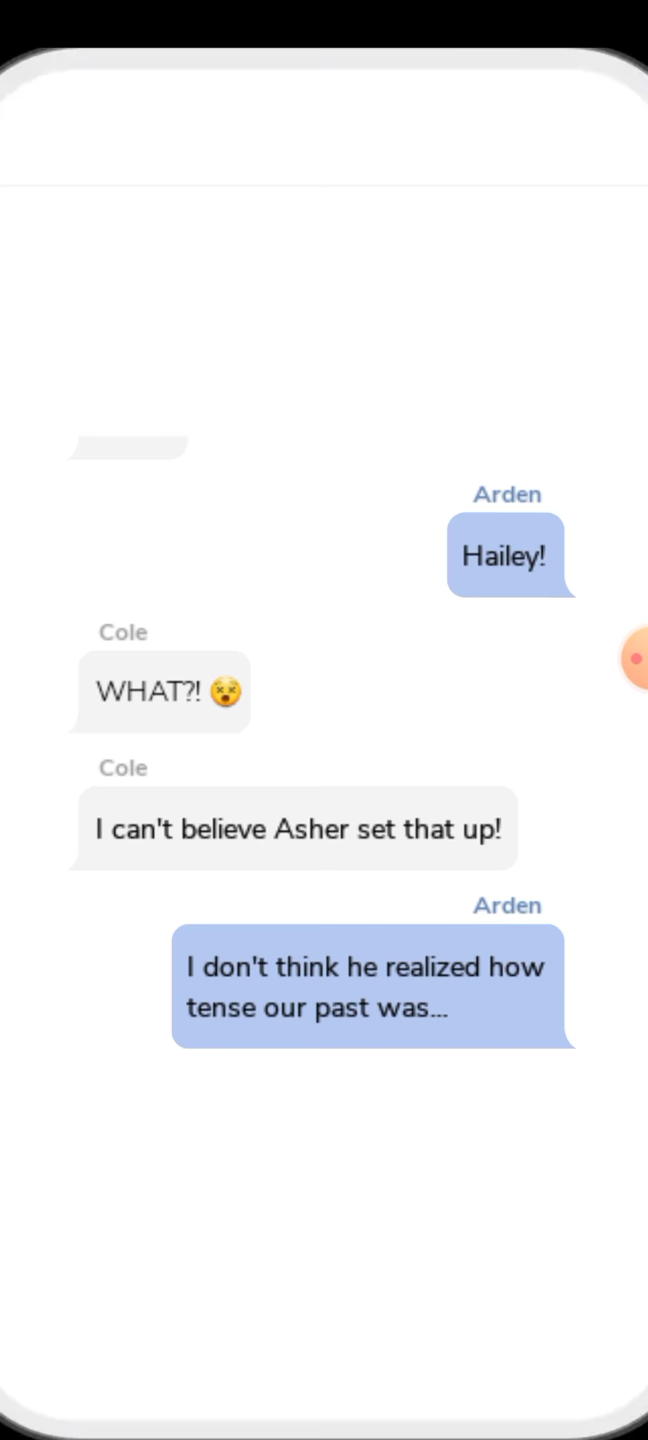 Arden
Hailey!
Cole
WHAT?! 😵
Cole
I can't believe Asher set that up!
Arden
I don't think he realized how
tense our past was...